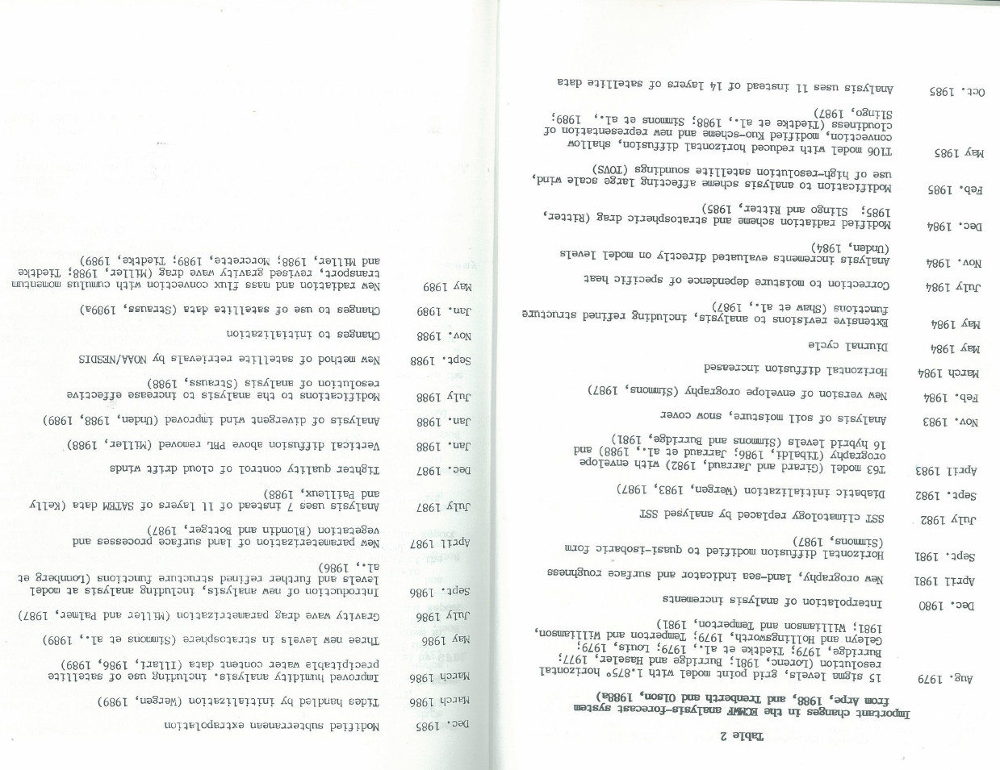 Table 2
Important changes in the ECMWF analysis-forecast system
from Arpe, 1988, and Trenberth and Olson, 1988a)
Aug. 1979 15 sigma levels, grid point model with 1.875° horizontal
resolution (Lorenc, 1981; Burridge and Haseler, 1977;
Burridge, 1979; Tiedtke et al., 1979; Louis, 1979;
Geleyn and Hollingsworth, 1979; Temperton and Williamson,
1981; Williamson and Temperton, 1981)
Dec. 1980 Interpolation of analysis increments
April 1981 New orography, land-sea indicator and surface roughness
Sept. 1981 Horizontal diffusion modified to quasi-isobaric form
(Simmons, 1987)
July 1982 SST climatology replaced by analysed SST
Sept. 1982 Diabatic initialization (Wergen, 1983, 1987)
April 1983 T63 model (Girard and Jarraud, 1982) with envelope
orography (Tibaldi, 1986; Jarraud et al., 1988) and
16 hybrid levels (Simmons and Burridge, 1981)
Nov. 1983 Analysis of soil moisture, snow cover
Feb. 1984 New version of envelope orography (Simmons, 1987)
March 1984 Horizontal diffusion increased
May 1984 Diurnal cycle
May 1984 Extensive revisions to analysis, including refined structure
functions (Shaw et al., 1987)
July 1984 Correction to moisture dependence of specific heat
Nov. 1984 Analysis increments evaluated directly on model levels
(Unden, 1984)
Dec. 1984 Modified radiation scheme and stratospheric drag (Ritter,
1985; Slingo and Ritter, 1985)
Feb. 1985 Modification to analysis scheme affecting large scale wind,
use of high-resolution satellite soundings (TOVS)
May 1985 T106 model with reduced horizontal diffusion, shallow
convection, modified Kuo-scheme and new representation of
cloudiness (Tiedtke et al., 1988; Simmons et al., 1989;
Slingo, 1987)
Oct. 1985 Analysis uses 11 instead of 14 layers of satellite data
Dec. 1985 Modified subterranean extrapolation
March 1986 Tides handled by initialization (Wergen, 1989)
March 1986 Improved humidity analysis. including use of satellite
precipitable water content data (Illari, 1986, 1989)
May 1986 Three new levels in stratosphere (Simmons et al., 1989)
July 1986 Gravity wave drag parametrization (Miller and Palmer, 1987)
Sept. 1986 Introduction of new analysis, including analysis at model
levels and further refined structure functions (Lonnberg et
al., 1986)
April 1987 New parameterization of land surface processes and
vegetation (Blondin and Bottger, 1987)
July 1987 Analysis uses 7 instead of 11 layers of SATEM data (Kelly
and Pailleux, 1988)
Dec. 1987 Tighter quality control of cloud drift winds
Jan. 1988 Vertical diffusion above PBL removed (Miller, 1988)
Jan. 1988 Analysis of divergent wind improved (Unden, 1988, 1989)
July 1988 Modifications to the analysis to increase effective
resolution of analysis (Strauss, 1988)
Sept. 1988 New method of satellite retrievals by NOAA/NESDIS
Nov. 1988 Changes to initialization
Jan. 1989 Changes to use of satellite data (Strauss, 1989a)
May 1989 New radiation and mass flux convection with cumulus momentum
transport, revised gravity wave drag (Miller, 1988; Tiedtke
and Miller, 1988; Morcrette, 1989; Tiedtke, 1989)